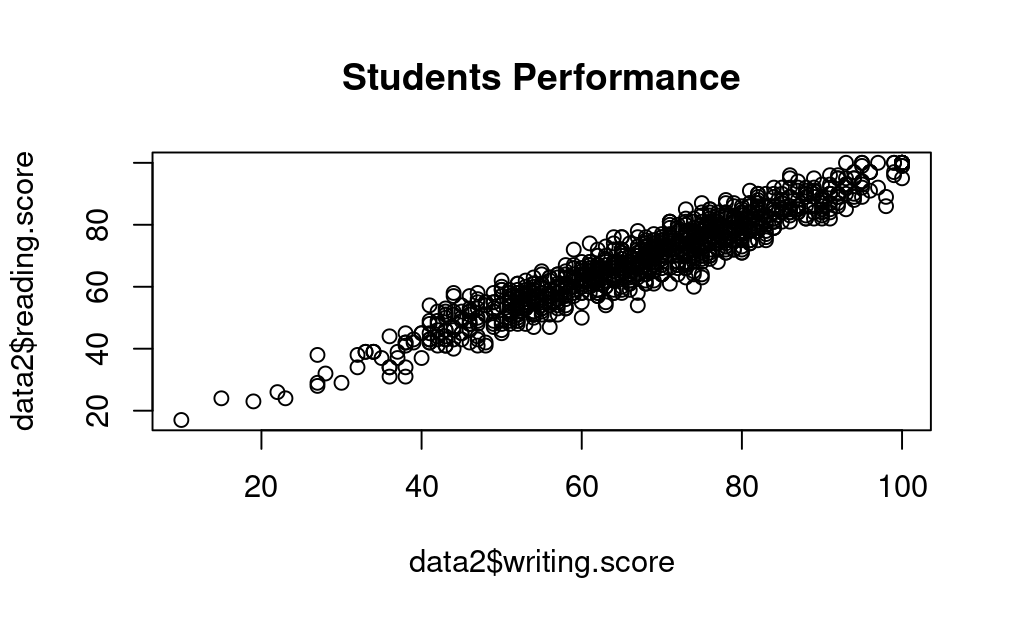 Students Performance
data2$reading.score
80
60
40
20
20 40 60 80 100
data2$writing.score